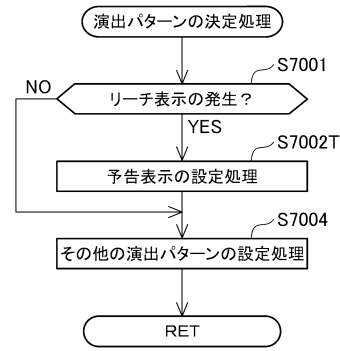 演出パターンの決定処理
S7001
NO
リーチ表示の発生？
YES
S7002T
予告表示の設定処理
S7004
その他の演出パターンの設定処理
RET